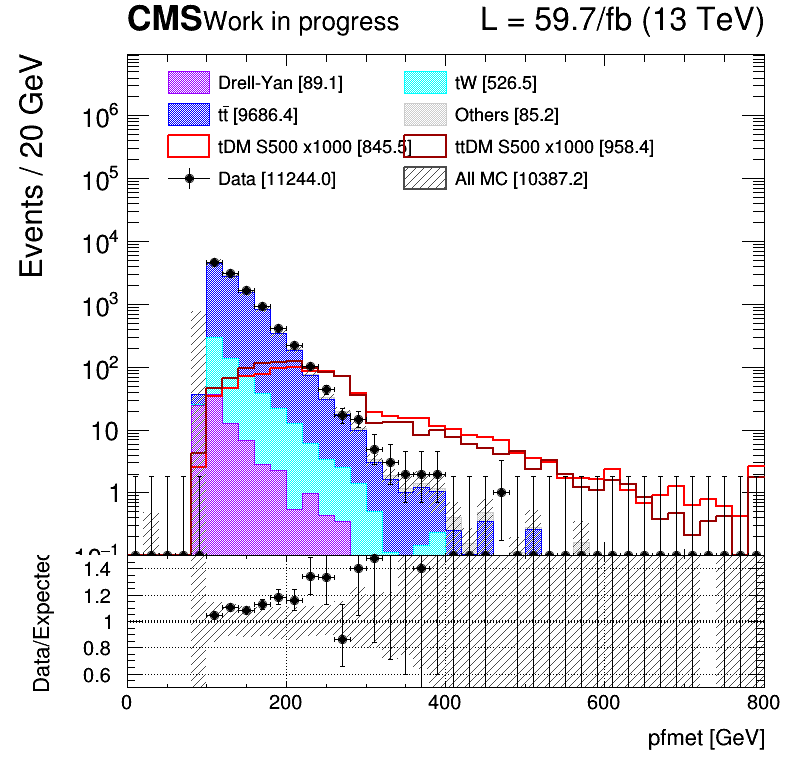 CMS Work in progress L = 59.7/fb (13 TeV)
Events / 20 GeV
Drell-Yan [89.1] tW [526.5]
tt̄ [9686.4] Others [85.2]
tDM S500 x1000 [845.5] ttDM S500 x1000 [958.4]
Data [11244.0] All MC [10387.2]
10⁶
10⁵
10⁴
10³
10²
10
1
10⁻¹
Data/Expected
1.4
1.2
1
0.8
0.6
0 200 400 600 800
pfmet [GeV]